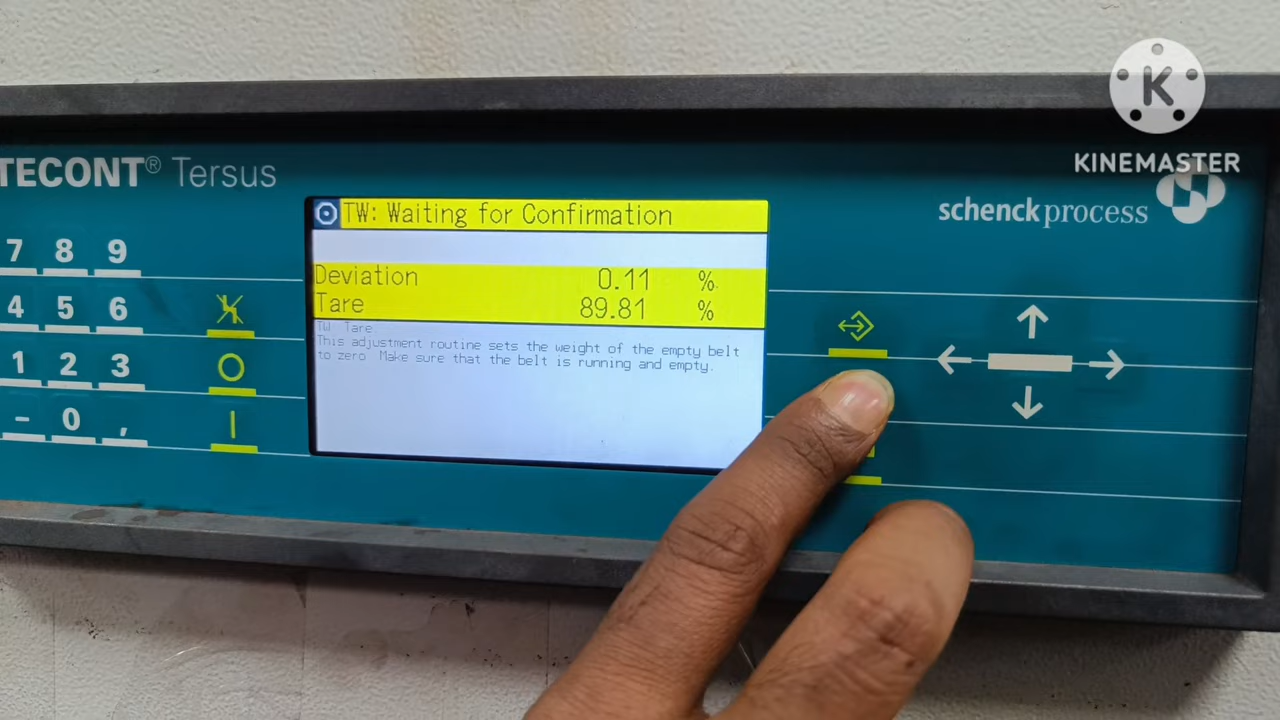 KINEMASTER
TECONT® Tersus
schenck process
7 8 9
4 5 6
1 2 3
- 0 ,
TW: Waiting for Confirmation
Deviation 0.11 %
Tare 89.81 %
TW Tare
This adjustment routine sets the weight of the empty belt
to zero Make sure that the belt is running and empty.